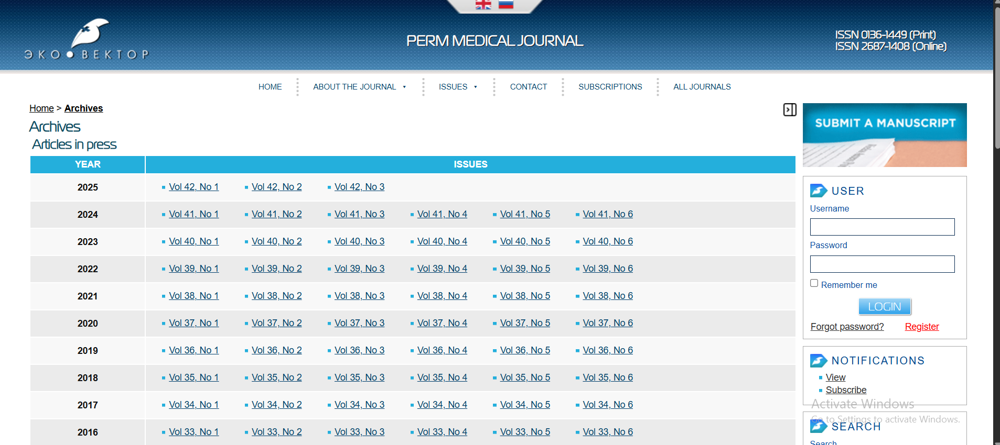 ЭКО ВЕКТОР
PERM MEDICAL JOURNAL
ISSN 0136-1449 (Print)
ISSN 2687-1408 (Online)
HOME
ABOUT THE JOURNAL
ISSUES
CONTACT
SUBSCRIPTIONS
ALL JOURNALS
Home > Archives
Archives
Articles in press
YEAR ISSUES
2025 Vol 42, No 1 Vol 42, No 2 Vol 42, No 3
2024 Vol 41, No 1 Vol 41, No 2 Vol 41, No 3 Vol 41, No 4 Vol 41, No 5 Vol 41, No 6
2023 Vol 40, No 1 Vol 40, No 2 Vol 40, No 3 Vol 40, No 4 Vol 40, No 5 Vol 40, No 6
2022 Vol 39, No 1 Vol 39, No 2 Vol 39, No 3 Vol 39, No 4 Vol 39, No 5 Vol 39, No 6
2021 Vol 38, No 1 Vol 38, No 2 Vol 38, No 3 Vol 38, No 4 Vol 38, No 5 Vol 38, No 6
2020 Vol 37, No 1 Vol 37, No 2 Vol 37, No 3 Vol 37, No 4 Vol 37, No 5 Vol 37, No 6
2019 Vol 36, No 1 Vol 36, No 2 Vol 36, No 3 Vol 36, No 4 Vol 36, No 5 Vol 36, No 6
2018 Vol 35, No 1 Vol 35, No 2 Vol 35, No 3 Vol 35, No 4 Vol 35, No 5 Vol 35, No 6
2017 Vol 34, No 1 Vol 34, No 2 Vol 34, No 3 Vol 34, No 4 Vol 34, No 5 Vol 34, No 6
2016 Vol 33, No 1 Vol 33, No 2 Vol 33, No 3 Vol 33, No 4 Vol 33, No 5 Vol 33, No 6
SUBMIT A MANUSCRIPT
USER
Username
Password
Remember me
LOGIN
Forgot password? Register
NOTIFICATIONS
View
Subscribe
Activate Windows
Go to Settings to activate Windows.
SEARCH
Search